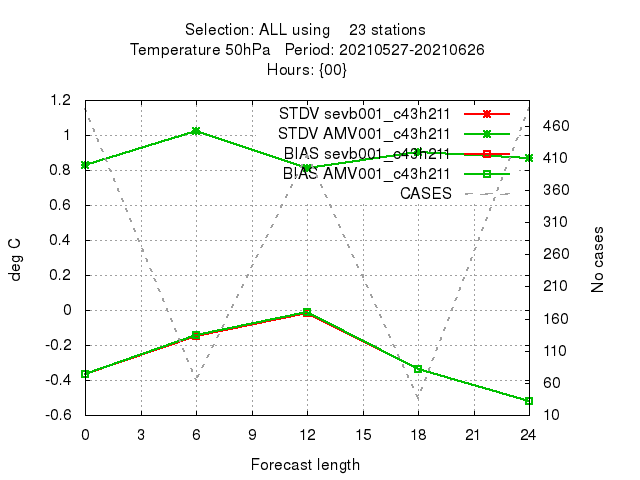 Selection: ALL using 23 stations
Temperature 50hPa Period: 20210527-20210626
Hours: {00}
STDV sevb001_c43h211
STDV AMV001_c43h211
BIAS sevb001_c43h211
BIAS AMV001_c43h211
CASES
1.2
1
0.8
0.6
0.4
0.2
0
-0.2
-0.4
-0.6
deg C
460
410
360
310
260
210
160
110
60
10
No cases
0 3 6 9 12 15 18 21 24
Forecast length